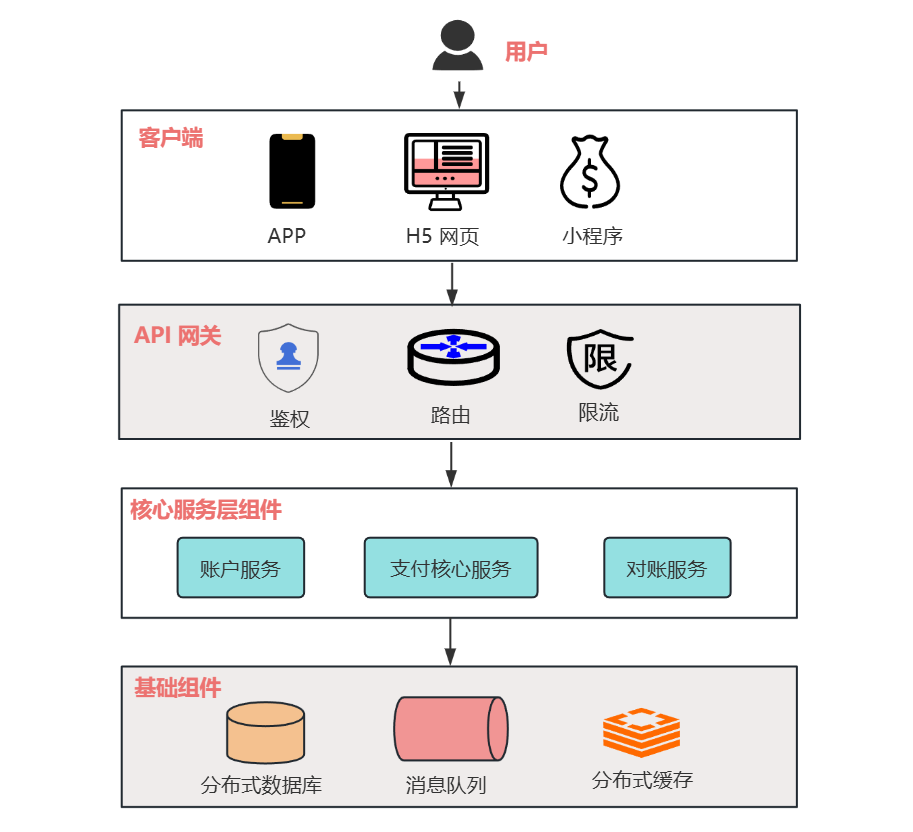 用户
客户端
APP
H5 网页
小程序
API 网关
限
鉴权
路由
限流
核心服务层组件
账户服务
支付核心服务
对账服务
基础组件
分布式数据库
消息队列
分布式缓存